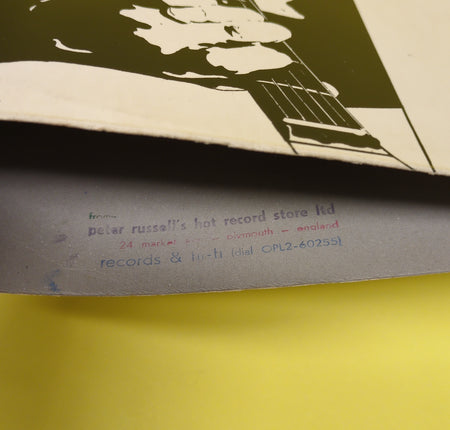 from
peter russell's hot record store ltd
24 market plymouth - england
records & hi-fi (dial OPL2-60255)